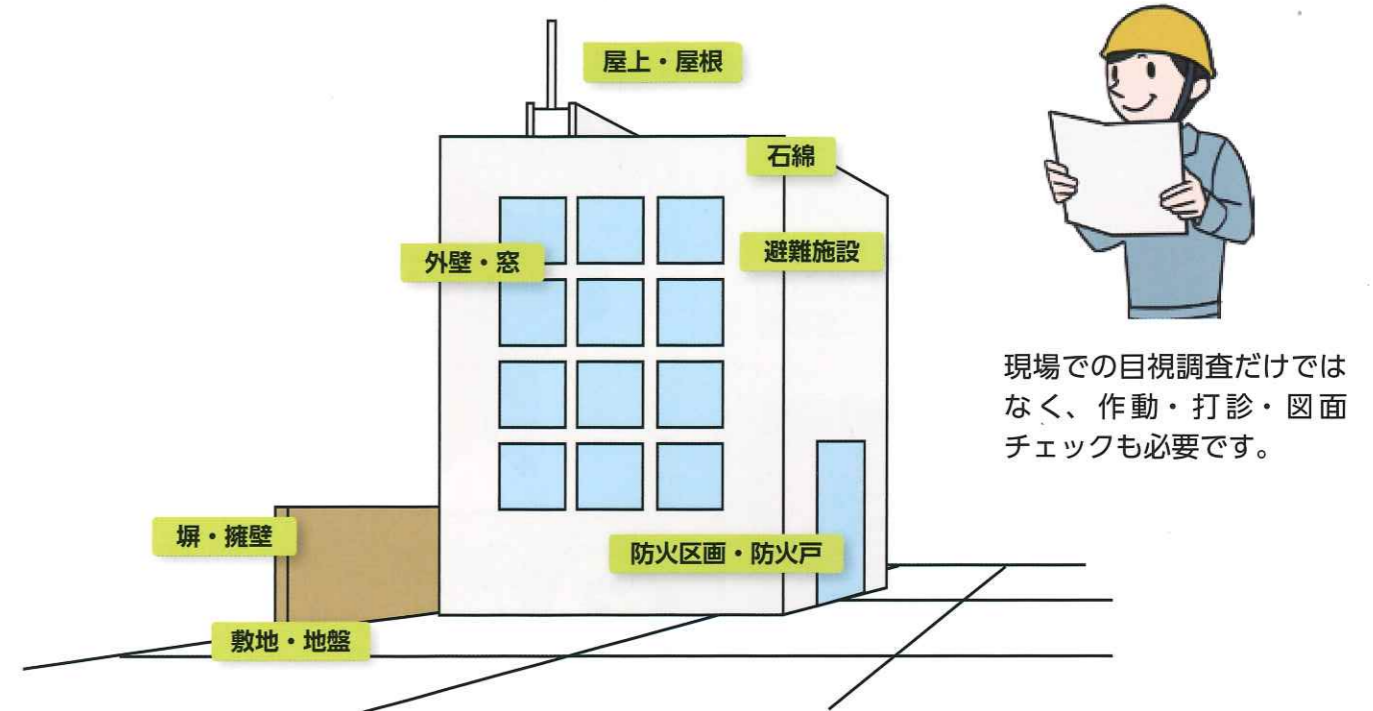 屋上・屋根
石綿
外壁・窓
避難施設
現場での目視調査だけでは
なく、作動・打診・図面
チェックも必要です。
塀・擁壁
防火区画・防火戸
敷地・地盤